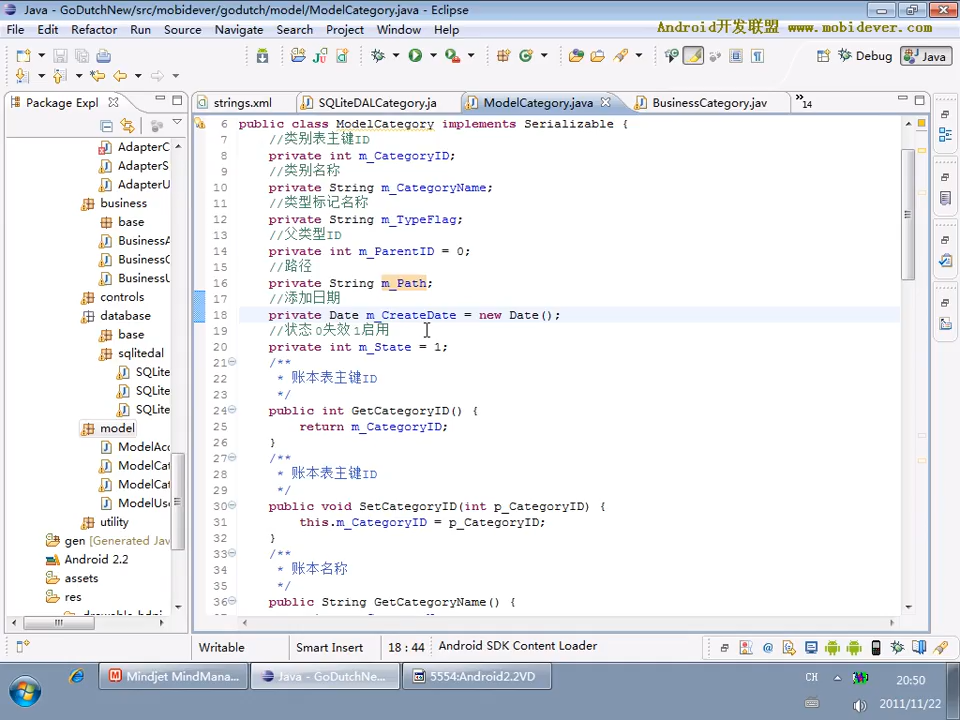 Java - GoDutchNew/src/mobidever/godutch/model/ModelCategory.java - Eclipse
File Edit Refactor Run Source Navigate Search Project Window Help
Android开发联盟 www.mobidever.com
Debug Java
Package Expl
strings.xml SQLiteDALCategory.ja ModelCategory.java BusinessCategory.jav 14
AdapterC
AdapterS
AdapterU
business
base
BusinessA
BusinessC
BusinessU
controls
database
base
sqlitedal
SQLite
SQLite
SQLite
model
ModelAcc
ModelCat
ModelCat
ModelUse
utility
gen [Generated Java
Android 2.2
assets
res
drawable-hdpi
6 public class ModelCategory implements Serializable {
7 //类别表主键ID
8 private int m_CategoryID;
9 //类别名称
10 private String m_CategoryName;
11 //类型标记名称
12 private String m_TypeFlag;
13 //父类型ID
14 private int m_ParentID = 0;
15 //路径
16 private String m_Path;
17 //添加日期
18 private Date m_CreateDate = new Date();
19 //状态 0失效 1启用
20 private int m_State = 1;
21 /**
22 * 账本表主键ID
23 */
24 public int GetCategoryID() {
25 return m_CategoryID;
26 }
27 /**
28 * 账本表主键ID
29 */
30 public void SetCategoryID(int p_CategoryID) {
31 this.m_CategoryID = p_CategoryID;
32 }
33 /**
34 * 账本名称
35 */
36 public String GetCategoryName() {
Writable Smart Insert 18 : 44 Android SDK Content Loader
Mindjet MindMana... Java - GoDutchNe... 5554:Android2.2VD
CH 20:50
2011/11/22